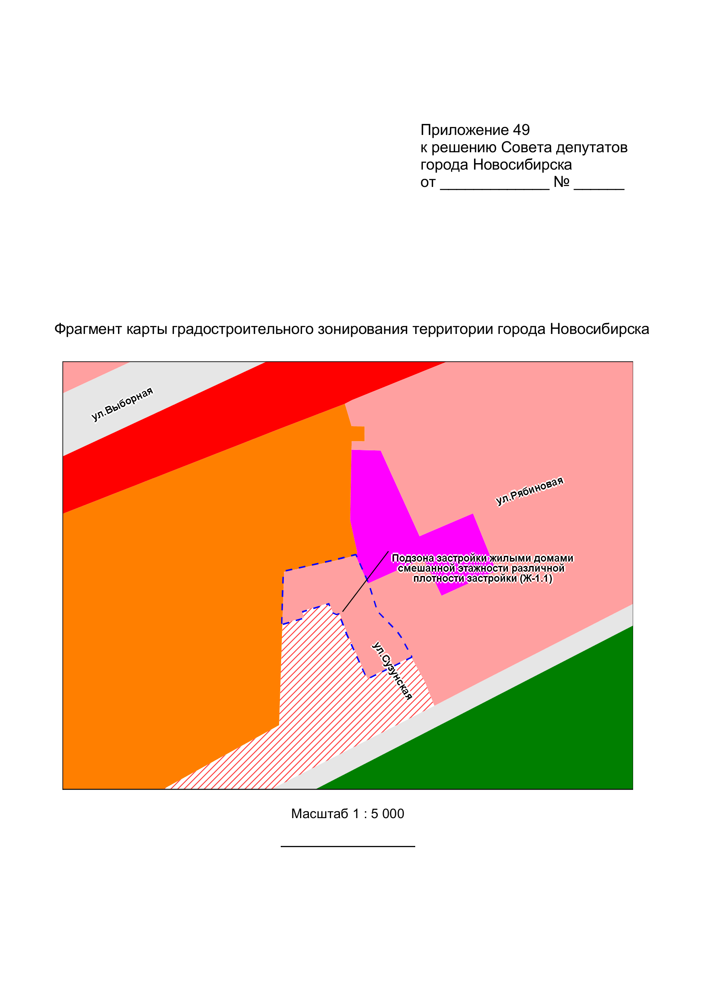 Приложение 49
к решению Совета депутатов
города Новосибирска
от _____________ № ______
Фрагмент карты градостроительного зонирования территории города Новосибирска
ул.Выборная
ул.Рябиновая
Подзона застройки жилыми домами
смешанной этажности различной
плотности застройки (Ж-1.1)
ул.Сузунская
Масштаб 1 : 5 000